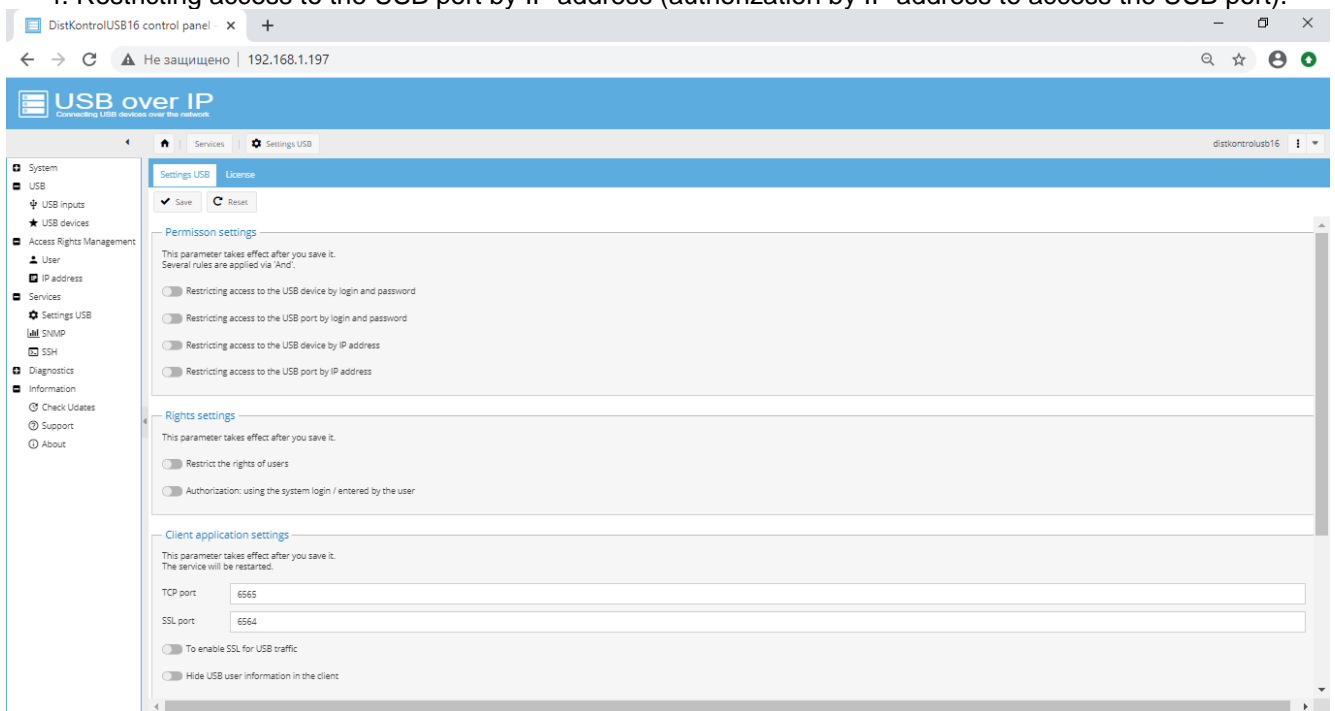 4. Restricting access to the USB port by IP address (authorization by IP address to access the USB port).
DistKontrolUSB16 control panel -
Не защищено | 192.168.1.197
USB over IP
Connecting USB devices over the network
Services
Settings USB
distkontrolusb16
System
USB
USB inputs
USB devices
Access Rights Management
User
IP address
Services
Settings USB
SNMP
SSH
Diagnostics
Information
Check Udates
Support
About
Settings USB
License
Save
Reset
Permisson settings
This parameter takes effect after you save it.
Several rules are applied via 'And'.
Restricting access to the USB device by login and password
Restricting access to the USB port by login and password
Restricting access to the USB device by IP address
Restricting access to the USB port by IP address
Rights settings
This parameter takes effect after you save it.
Restrict the rights of users
Authorization: using the system login / entered by the user
Client application settings
This parameter takes effect after you save it.
The service will be restarted.
TCP port 6565
SSL port 6564
To enable SSL for USB traffic
Hide USB user information in the client